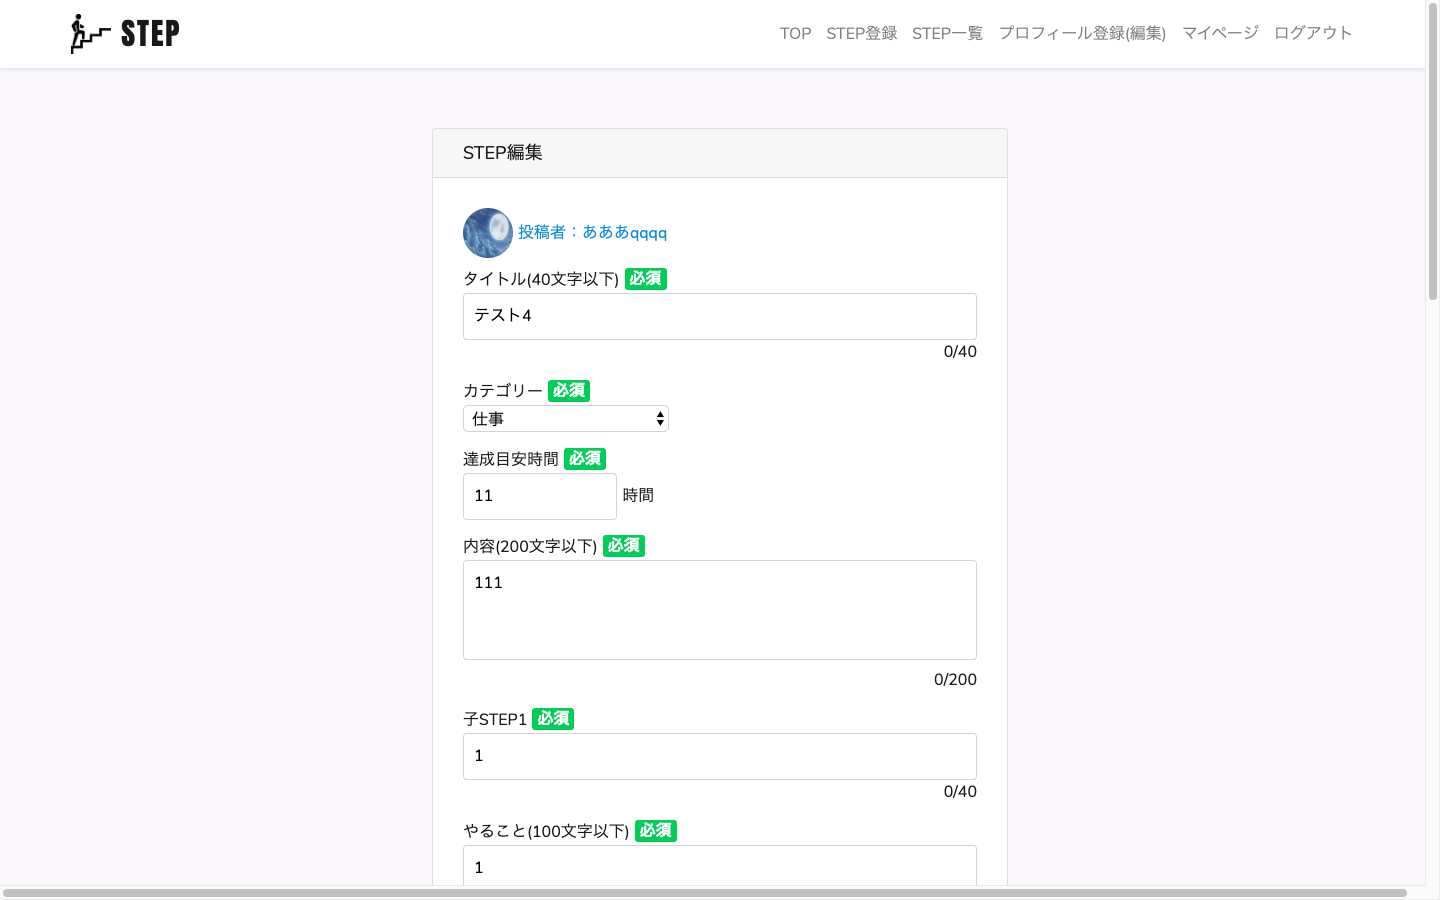 STEP
TOP STEP登録 STEP一覧 プロフィール登録(編集) マイページ ログアウト
STEP編集
投稿者：あああqqqq
タイトル(40文字以下) 必須
テスト4
0/40
カテゴリー 必須
仕事
達成目安時間 必須
11 時間
内容(200文字以下) 必須
111
0/200
子STEP1 必須
1
0/40
やること(100文字以下) 必須
1